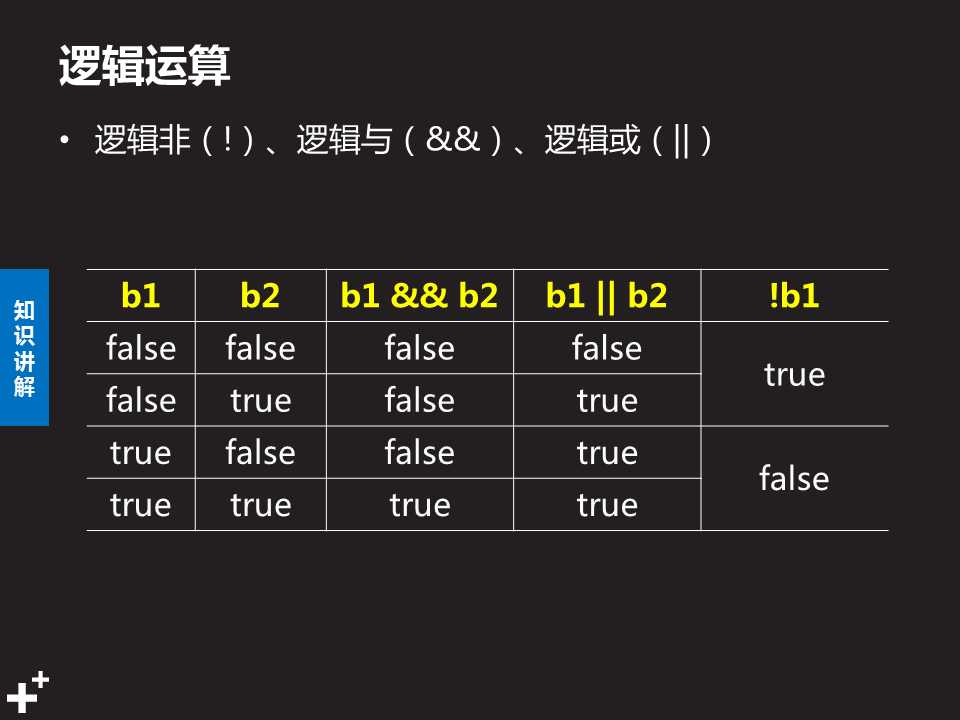 逻辑运算
• 逻辑非（!）、逻辑与（&&）、逻辑或（||）
知识讲解
b1 b2 b1 && b2 b1 || b2 !b1
false false false false true
false true false true
true false false true false
true true true true